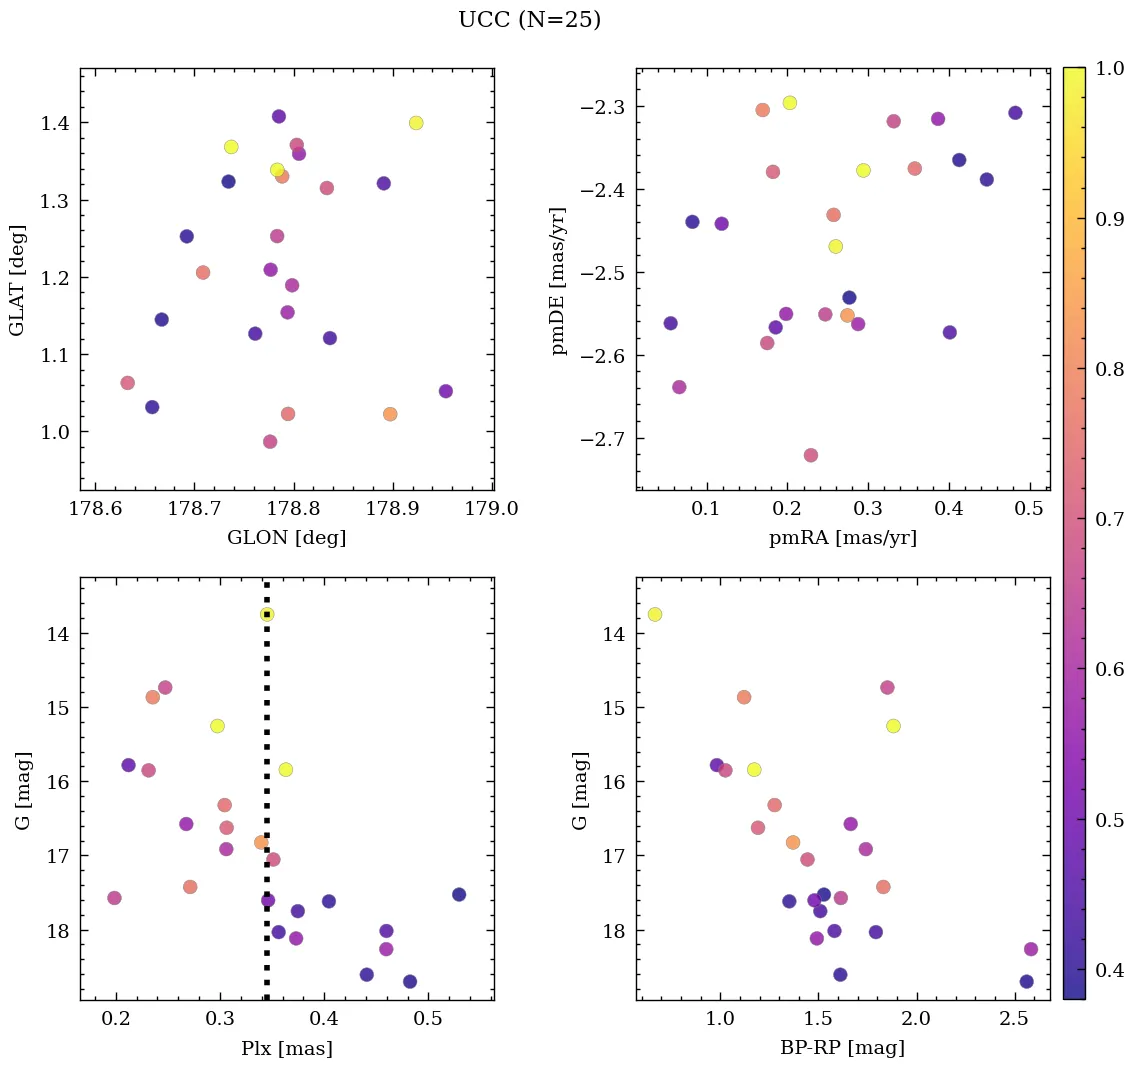 UCC (N=25)
1.4
1.3
1.2
1.1
1.0
GLAT [deg]
178.6 178.7 178.8 178.9 179.0
GLON [deg]
−2.3
−2.4
−2.5
−2.6
−2.7
pmDE [mas/yr]
0.1 0.2 0.3 0.4 0.5
pmRA [mas/yr]
14
15
16
17
18
G [mag]
0.2 0.3 0.4 0.5
Plx [mas]
14
15
16
17
18
G [mag]
1.0 1.5 2.0 2.5
BP-RP [mag]
1.0
0.9
0.8
0.7
0.6
0.5
0.4